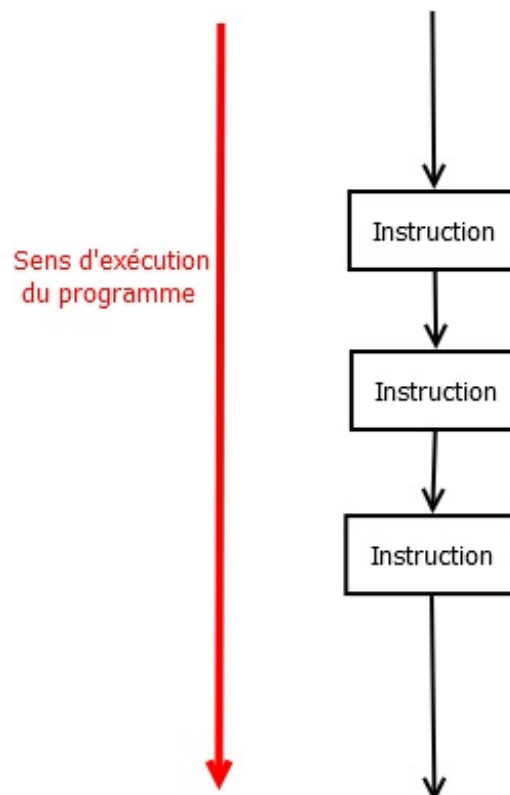 Instruction
Sens d'exécution
du programme
Instruction
Instruction